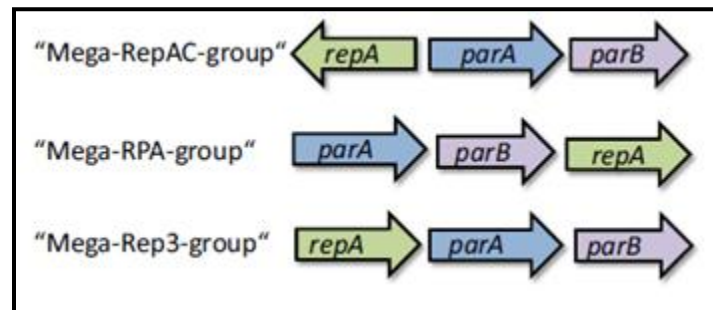 “Mega-RepAC-group“ repA parA parB
“Mega-RPA-group“ parA parB repA
“Mega-Rep3-group“ repA parA parB